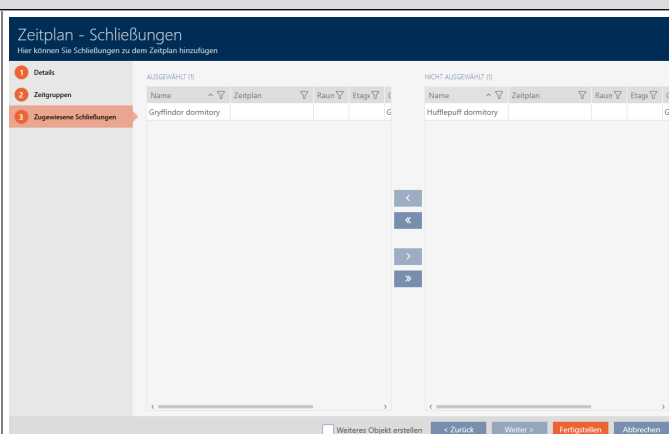 Zeitplan - Schließungen
Hier können Sie Schließungen zu dem Zeitplan hinzufügen
1 Details
2 Zeitgruppen
3 Zugewiesene Schließungen
AUSGEWÄHLT (1)
Name Zeitplan Raun Etage
Gryffindor dormitory G
NICHT AUSGEWÄHLT (1)
Name Zeitplan Raun Etage
Hufflepuff dormitory G
Weiteres Objekt erstellen < Zurück Weiter > Fertigstellen Abbrechen